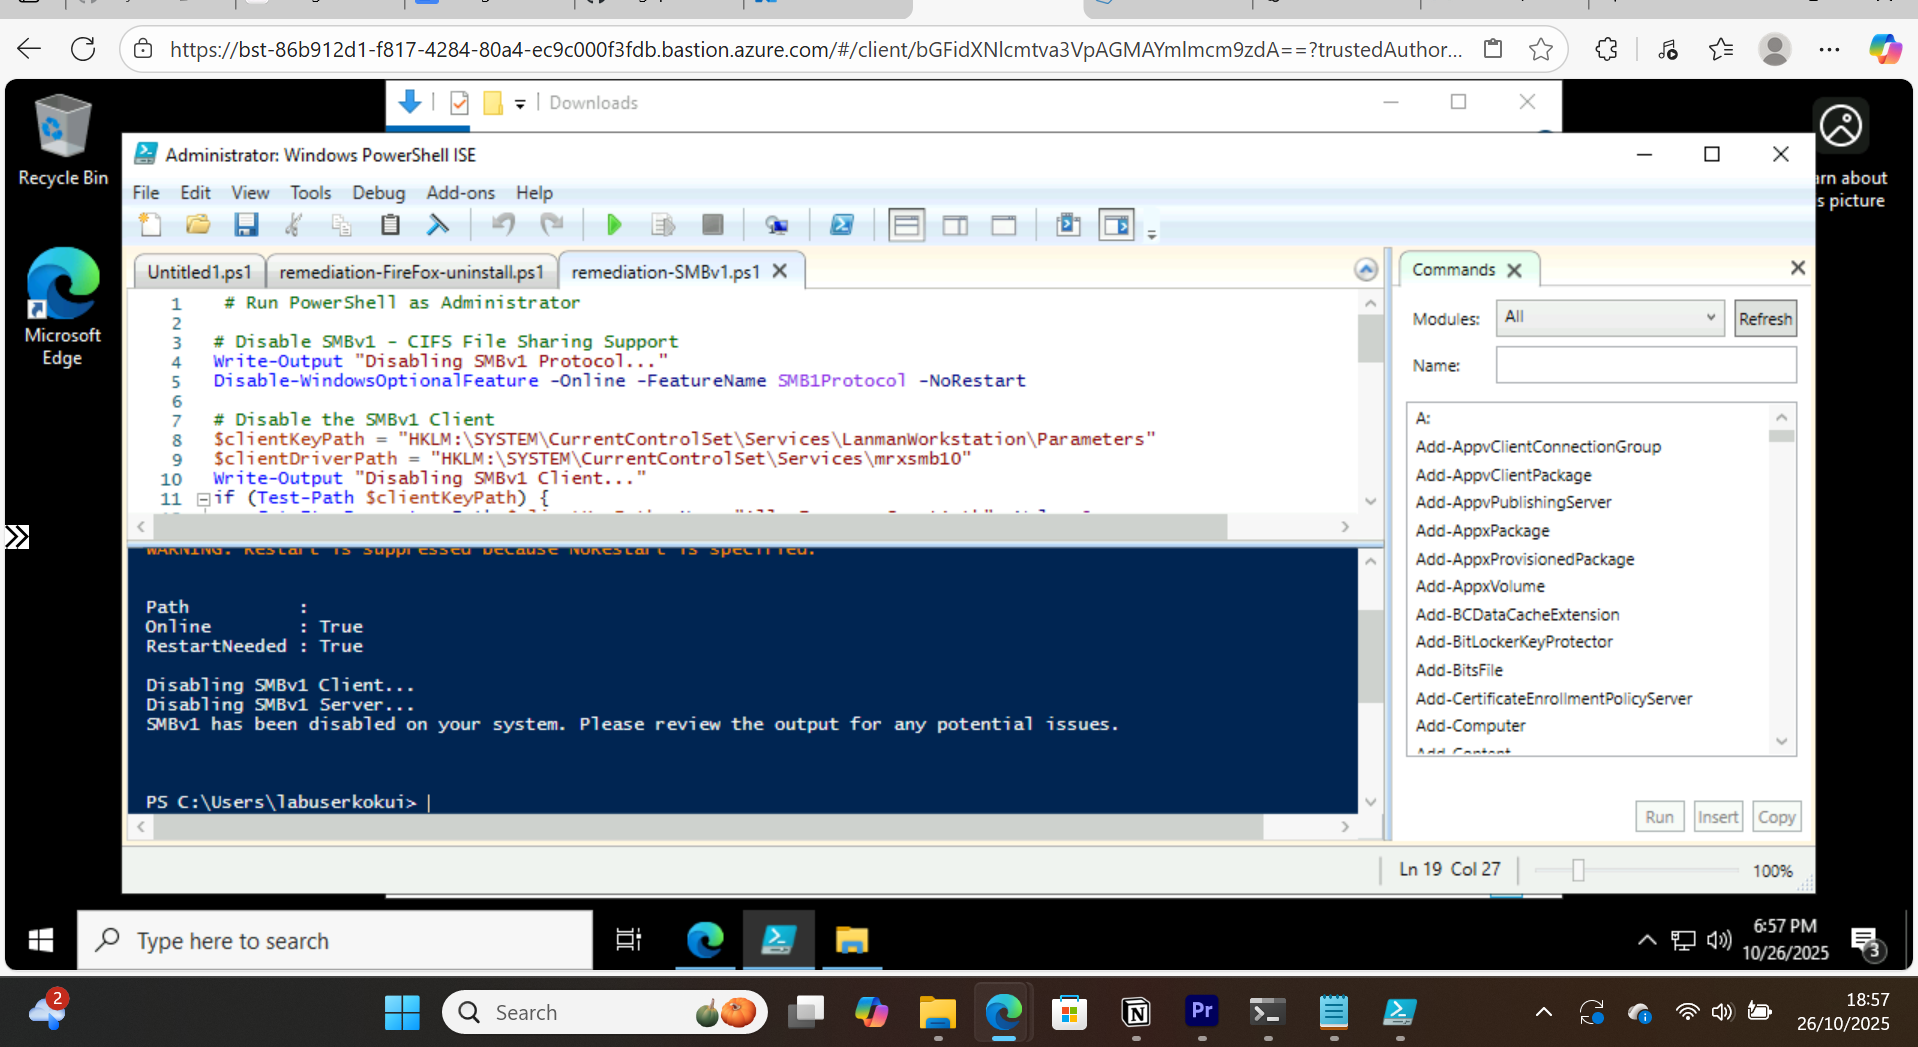 https://bst-86b912d1-f817-4284-80a4-ec9c000f3fdb.bastion.azure.com/#/client/bGFidXNlcmtva3VpAGMAYmlmcm9zdA==?trustedAuthor...
Recycle Bin
Microsoft
Edge
Downloads
arn about
s picture
Administrator: Windows PowerShell ISE
File Edit View Tools Debug Add-ons Help
Untitled1.ps1 remediation-FireFox-uninstall.ps1 remediation-SMBv1.ps1
1 # Run PowerShell as Administrator
2
3 # Disable SMBv1 - CIFS File Sharing Support
4 Write-Output "Disabling SMBv1 Protocol..."
5 Disable-WindowsOptionalFeature -Online -FeatureName SMB1Protocol -NoRestart
6
7 # Disable the SMBv1 Client
8 $clientKeyPath = "HKLM:\SYSTEM\CurrentControlSet\Services\LanmanWorkstation\Parameters"
9 $clientDriverPath = "HKLM:\SYSTEM\CurrentControlSet\Services\mrxsmb10"
10 Write-Output "Disabling SMBv1 Client..."
11 if (Test-Path $clientKeyPath) {
WARNING: Restart is suppressed because NoRestart is specified.
Path :
Online : True
RestartNeeded : True
Disabling SMBv1 Client...
Disabling SMBv1 Server...
SMBv1 has been disabled on your system. Please review the output for any potential issues.
PS C:\Users\labuserkokui>
Commands
Modules: All Refresh
Name:
A:
Add-AppvClientConnectionGroup
Add-AppvClientPackage
Add-AppvPublishingServer
Add-AppxPackage
Add-AppxProvisionedPackage
Add-AppxVolume
Add-BCDataCacheExtension
Add-BitLockerKeyProtector
Add-BitsFile
Add-CertificateEnrollmentPolicyServer
Add-Computer
Add-Content
Run Insert Copy
Ln 19 Col 27 100%
Type here to search
6:57 PM
10/26/2025
3
2
Search
Pr
18:57
26/10/2025